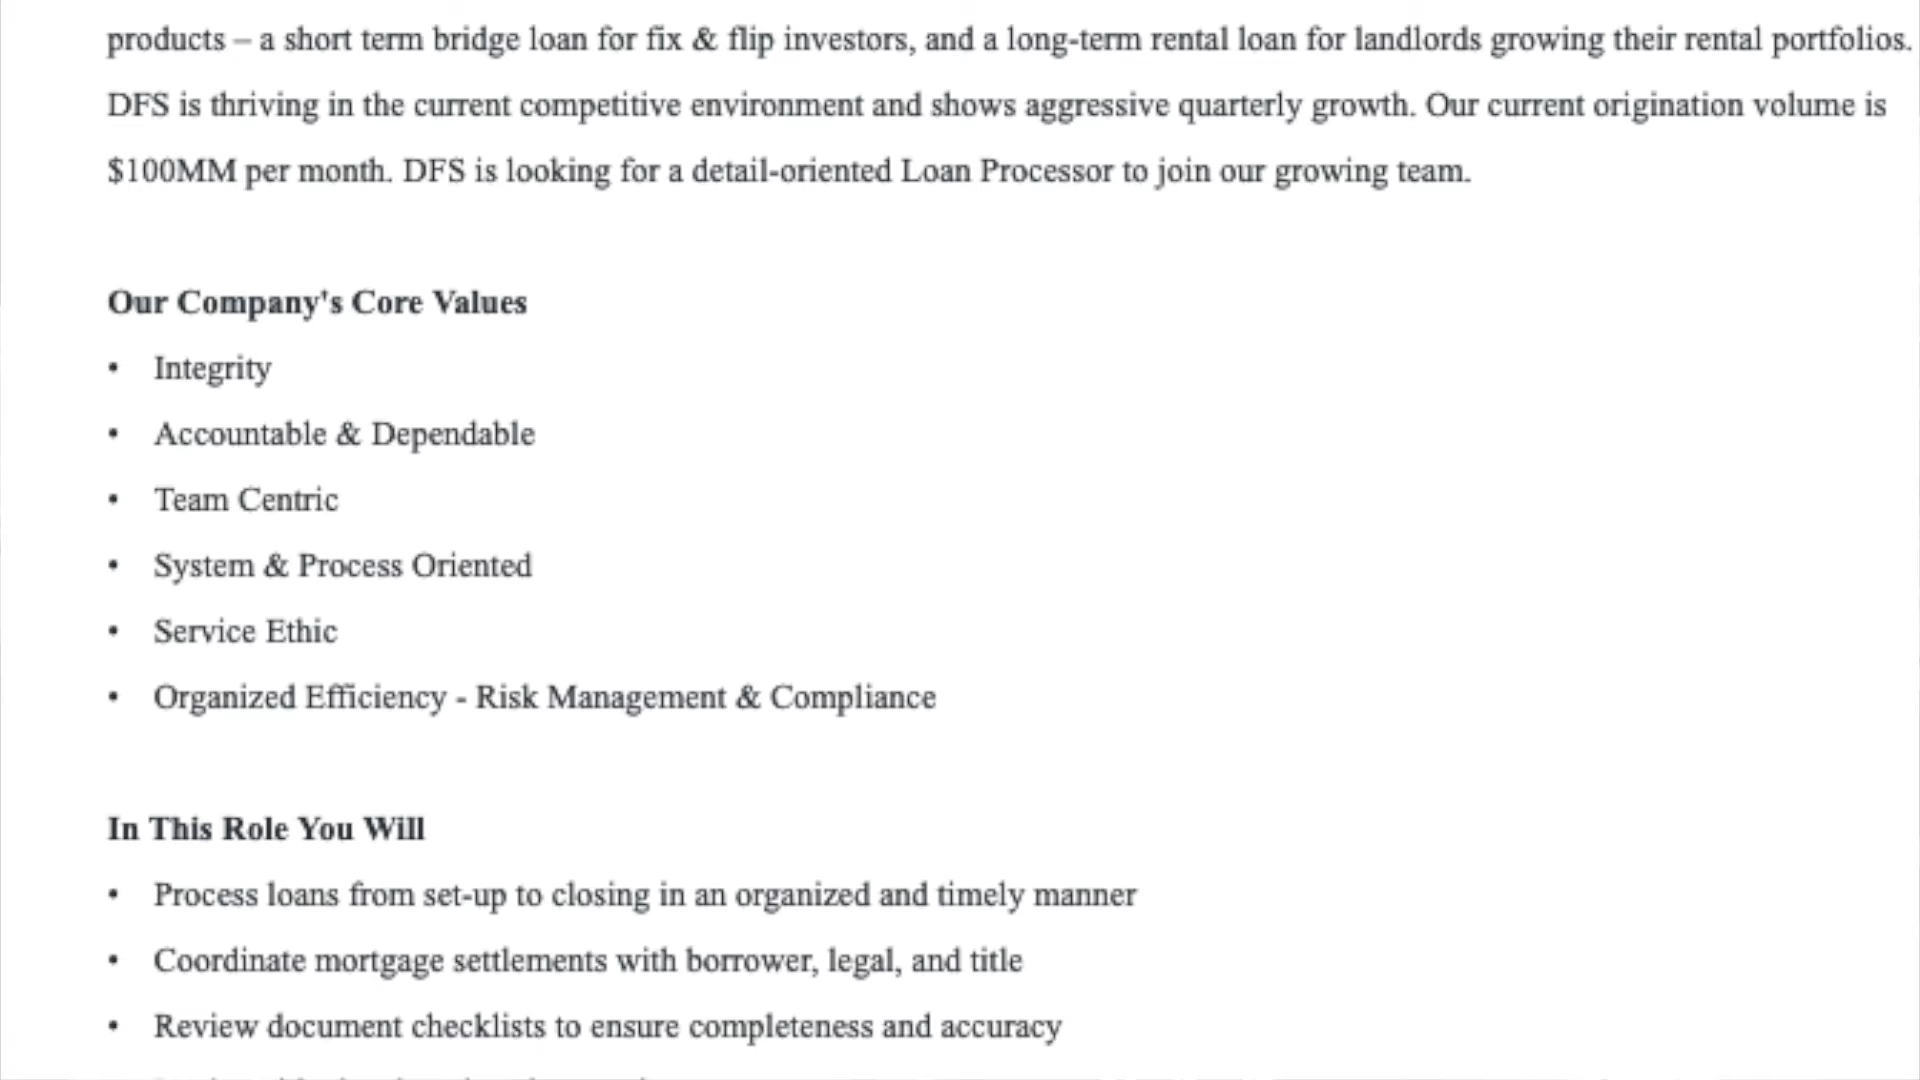 products – a short term bridge loan for fix & flip investors, and a long-term rental loan for landlords growing their rental portfolios.
DFS is thriving in the current competitive environment and shows aggressive quarterly growth. Our current origination volume is
$100MM per month. DFS is looking for a detail-oriented Loan Processor to join our growing team.
Our Company's Core Values
• Integrity
• Accountable & Dependable
• Team Centric
• System & Process Oriented
• Service Ethic
• Organized Efficiency - Risk Management & Compliance
In This Role You Will
• Process loans from set-up to closing in an organized and timely manner
• Coordinate mortgage settlements with borrower, legal, and title
• Review document checklists to ensure completeness and accuracy